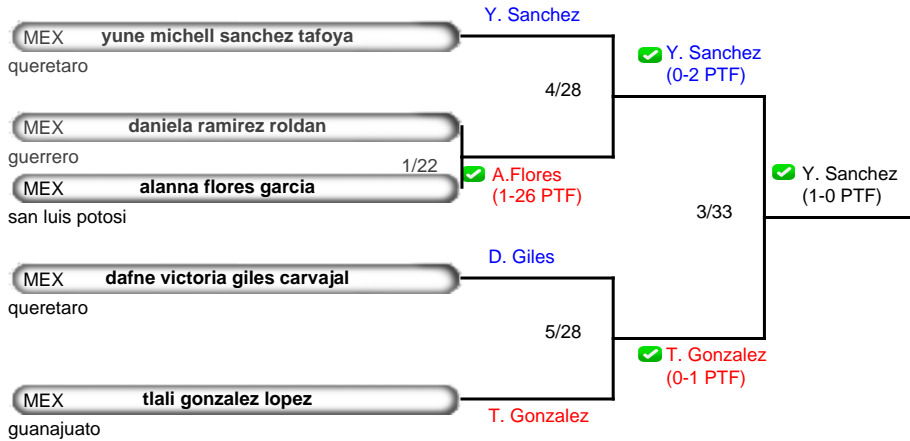 Y. Sanchez
MEX yune michell sanchez tafoya
queretaro
Y. Sanchez
(0-2 PTF)
4/28
MEX daniela ramirez roldan
guerrero
1/22
A.Flores
(1-26 PTF)
MEX alanna flores garcia
san luis potosi
Y. Sanchez
(1-0 PTF)
3/33
D. Giles
MEX dafne victoria giles carvajal
queretaro
5/28
T. Gonzalez
(0-1 PTF)
MEX tlali gonzalez lopez
T. Gonzalez
guanajuato